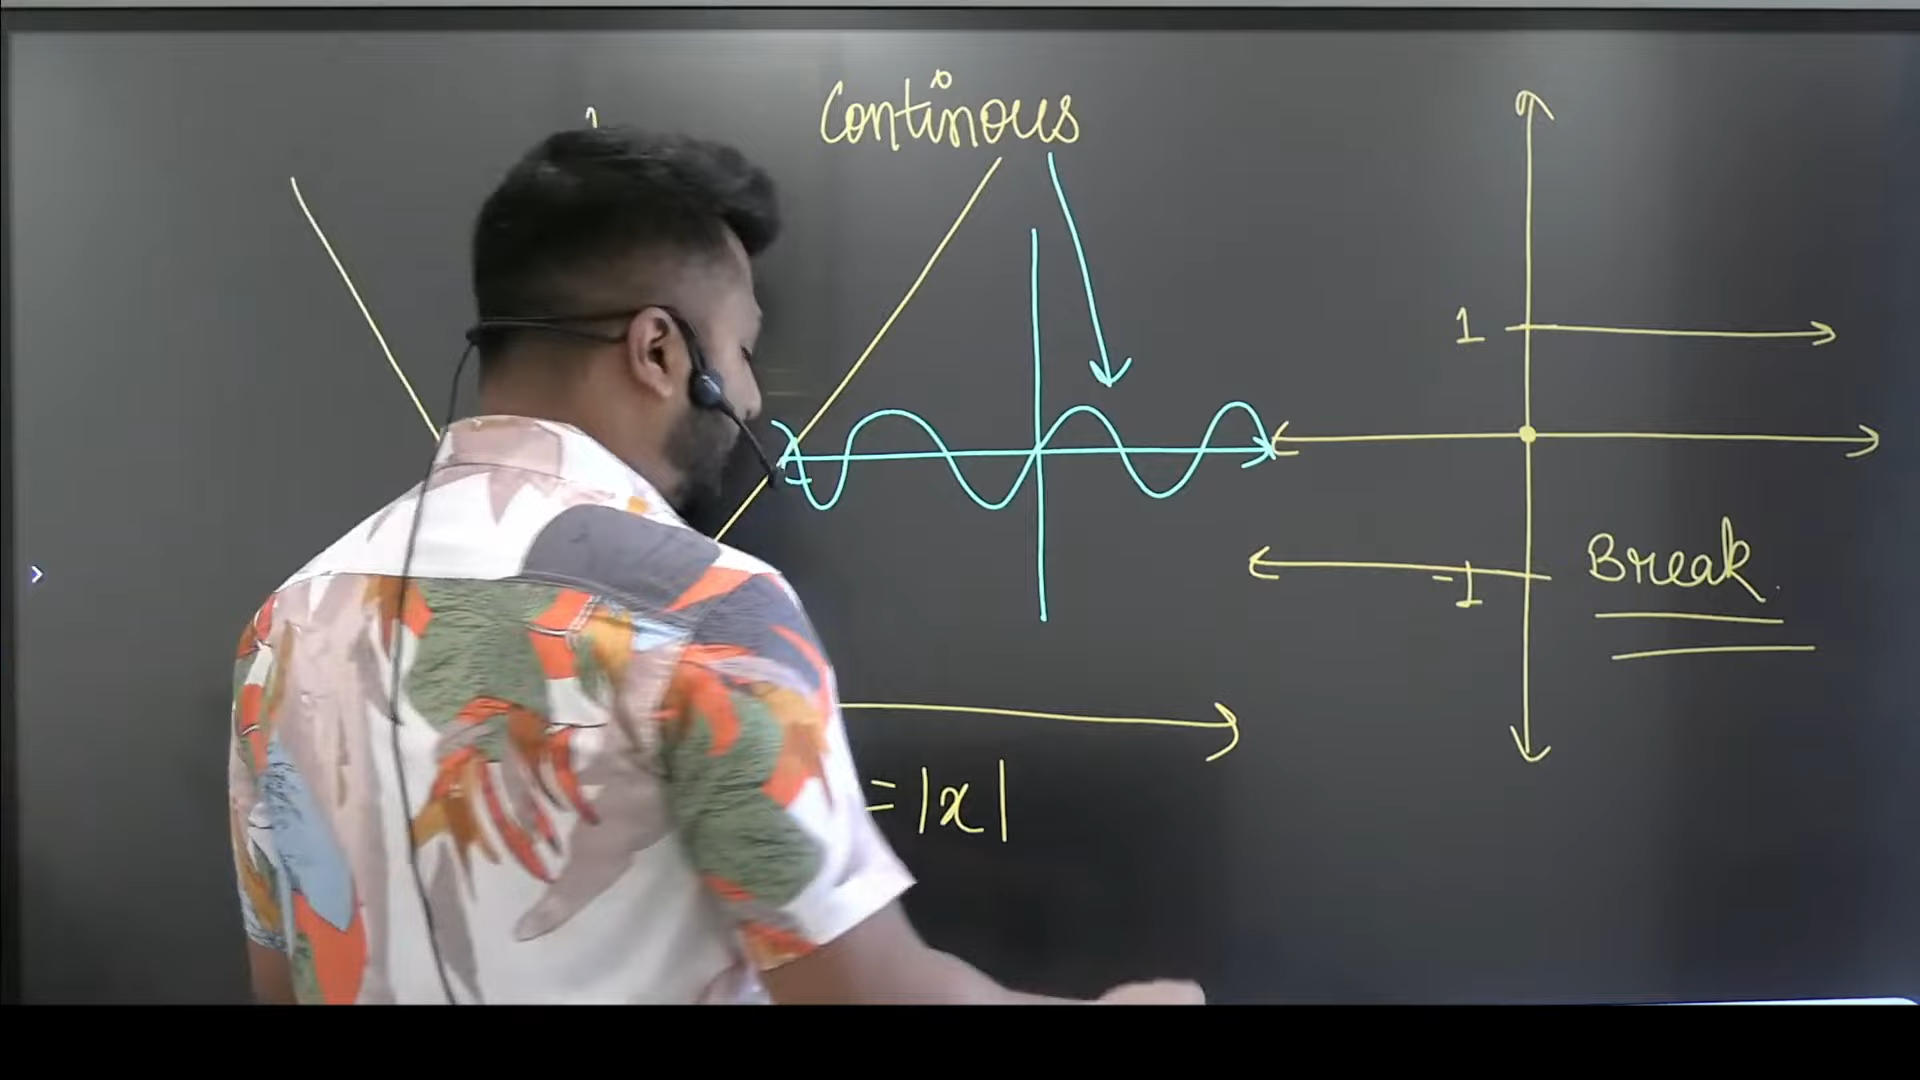 Continous
1
-1
Break
= |x|